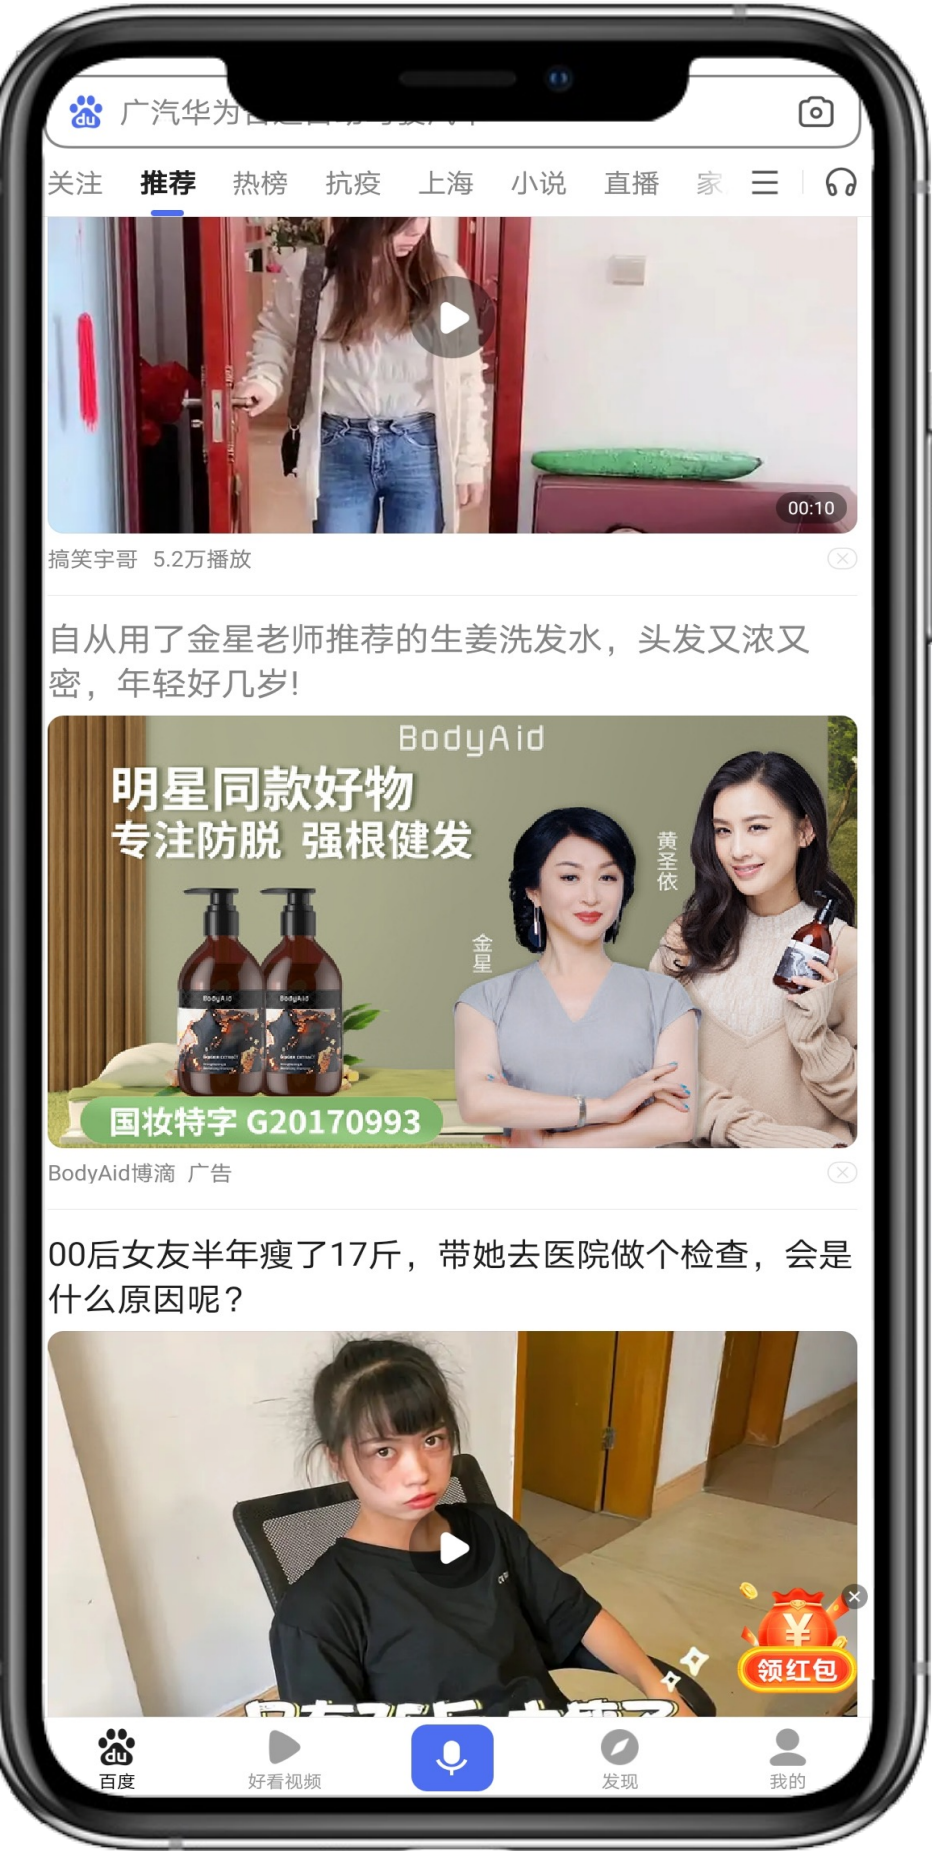 du
广汽华为
关注 推荐 热榜 抗疫 上海 小说 直播 家
00:10
搞笑宇哥 5.2万播放
自从用了金星老师推荐的生姜洗发水，头发又浓又
密，年轻好几岁!
BodyAid
明星同款好物
专注防脱 强根健发
黄圣依
金星
BodyAid BodyAid
国妆特字 G20170993
BodyAid博滴 广告
00后女友半年瘦了17斤，带她去医院做个检查，会是
什么原因呢?
¥
领红包
du
百度 好看视频 发现 我的